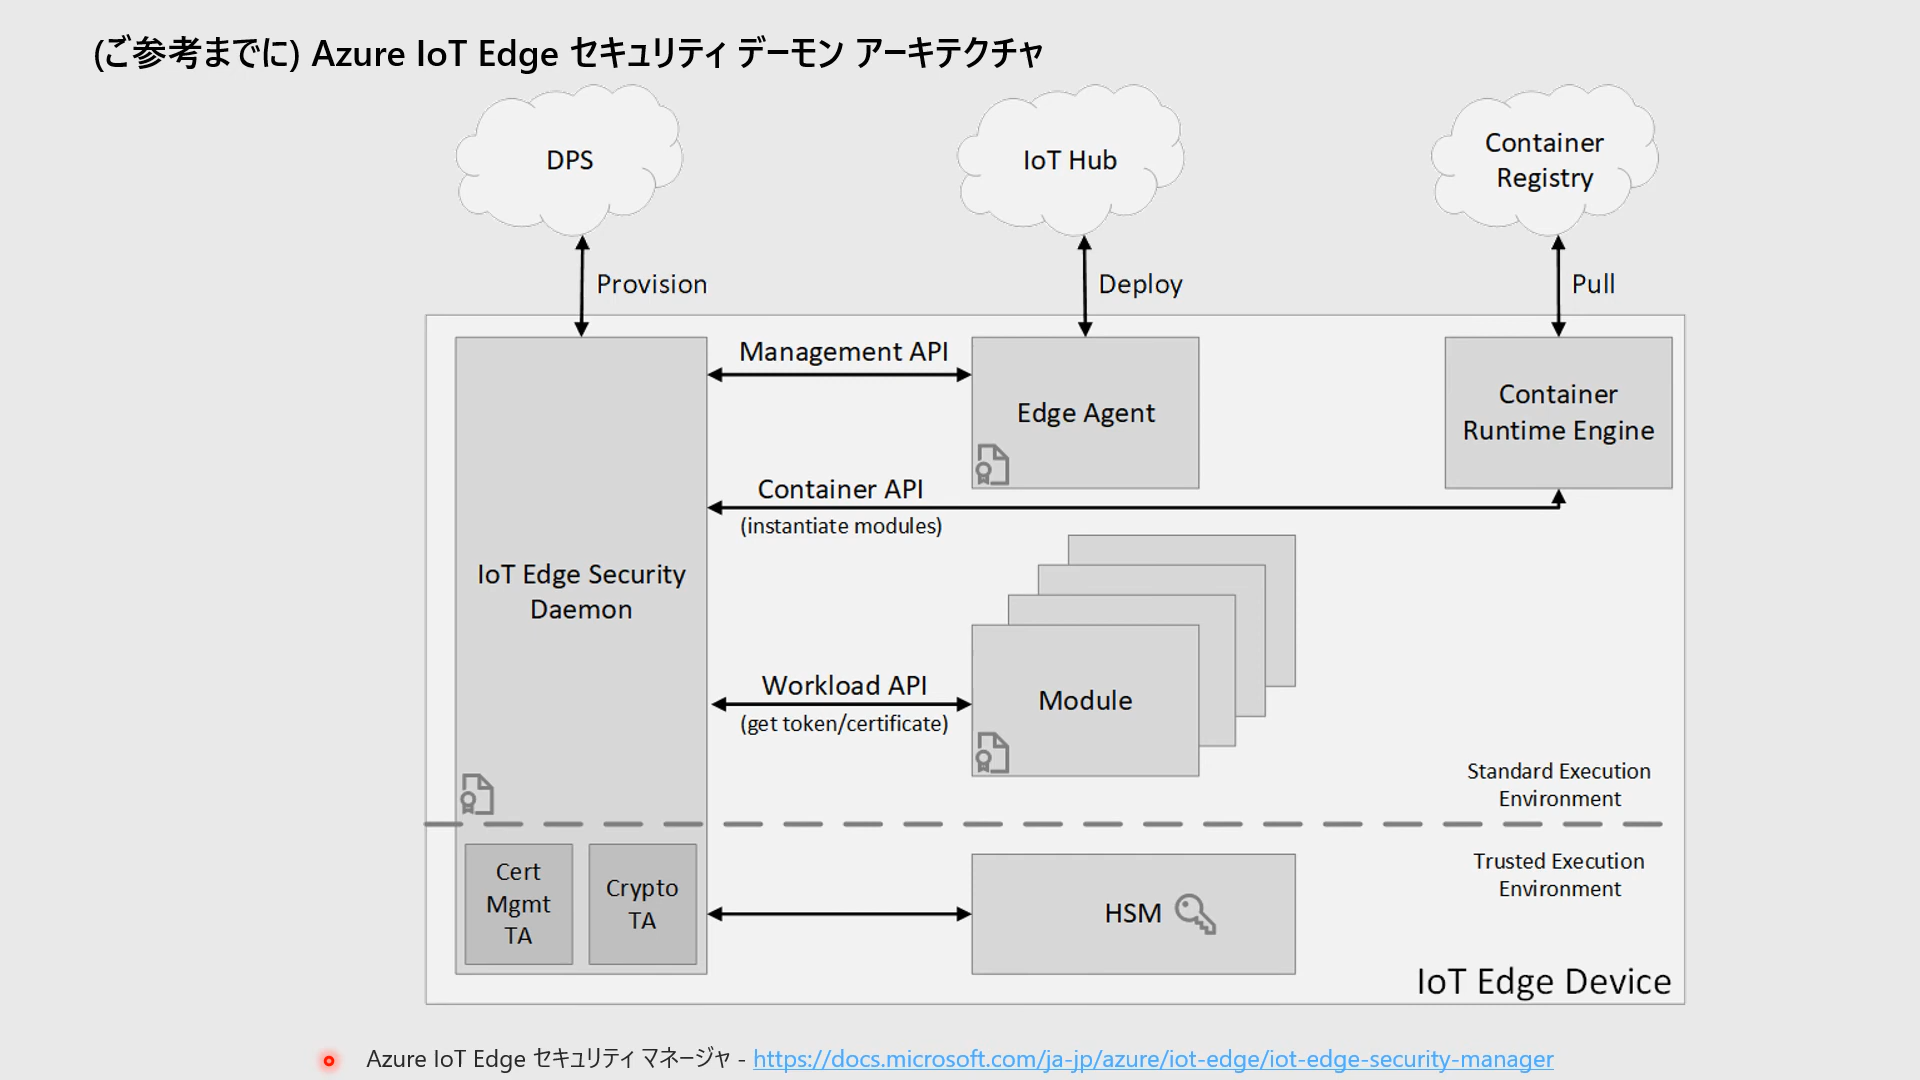 (ご参考までに) Azure IoT Edge セキュリティ デーモン アーキテクチャ
DPS
IoT Hub
Container
Registry
Provision
Deploy
Pull
Management API
Edge Agent
Container
Runtime Engine
Container API
(instantiate modules)
IoT Edge Security
Daemon
Workload API
(get token/certificate)
Module
Standard Execution
Environment
Trusted Execution
Environment
Cert
Mgmt
TA
Crypto
TA
HSM
IoT Edge Device
Azure IoT Edge セキュリティ マネージャ - https://docs.microsoft.com/ja-jp/azure/iot-edge/iot-edge-security-manager